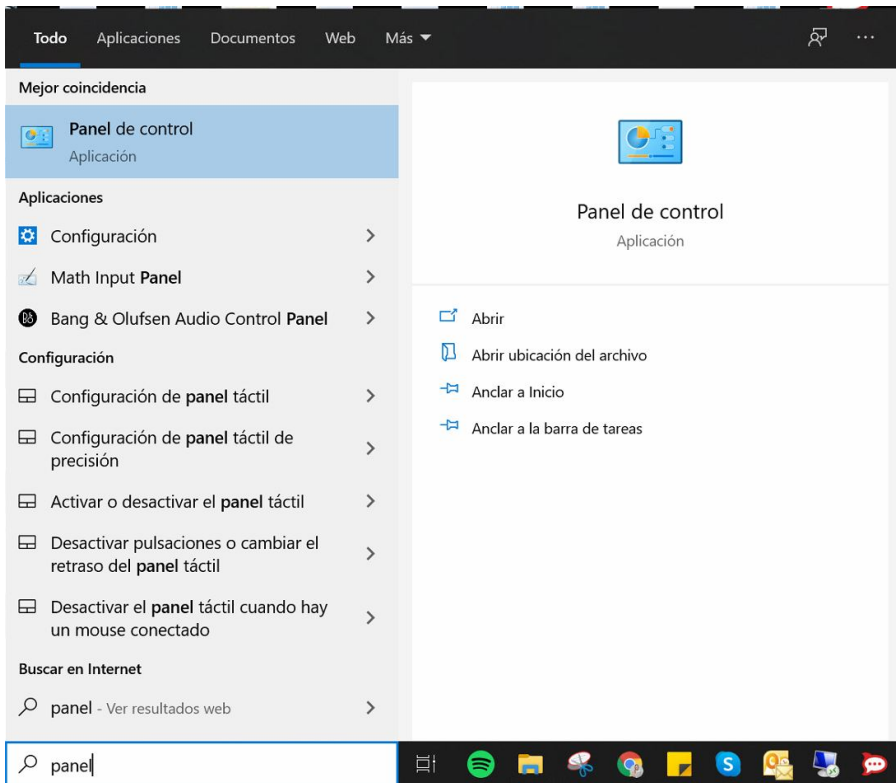 Todo Aplicaciones Documentos Web Más
Mejor coincidencia
Panel de control
Aplicación
Aplicaciones
Configuración
Math Input Panel
Bang & Olufsen Audio Control Panel
Configuración
Configuración de panel táctil
Configuración de panel táctil de
precisión
Activar o desactivar el panel táctil
Desactivar pulsaciones o cambiar el
retraso del panel táctil
Desactivar el panel táctil cuando hay
un mouse conectado
Buscar en Internet
panel - Ver resultados web
panel
Panel de control
Aplicación
Abrir
Abrir ubicación del archivo
Anclar a Inicio
Anclar a la barra de tareas